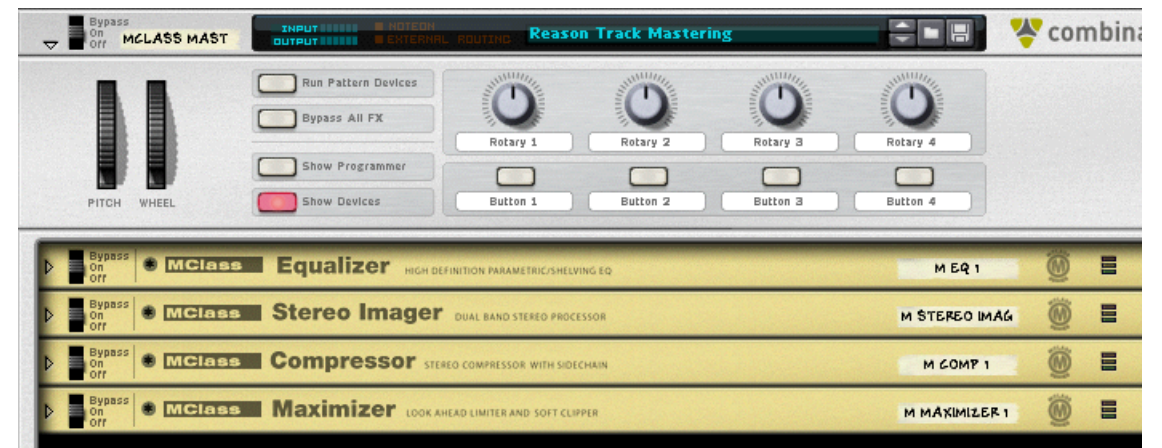 Bypass
On
Off
MCLASS MAST
INPUT
OUTPUT
NOTEON
EXTERNAL ROUTING
Reason Track Mastering
combina
Run Pattern Devices
Bypass All FX
Show Programmer
Show Devices
PITCH WHEEL
Rotary 1 Rotary 2 Rotary 3 Rotary 4
Button 1 Button 2 Button 3 Button 4
Bypass
On
Off
MClass Equalizer HIGH DEFINITION PARAMETRIC/SHELVING EQ M EQ 1
Bypass
On
Off
MClass Stereo Imager DUAL BAND STEREO PROCESSOR M STEREO IMAG
Bypass
On
Off
MClass Compressor STEREO COMPRESSOR WITH SIDECHAIN M COMP 1
Bypass
On
Off
MClass Maximizer LOOK AHEAD LIMITER AND SOFT CLIPPER M MAXIMIZER 1